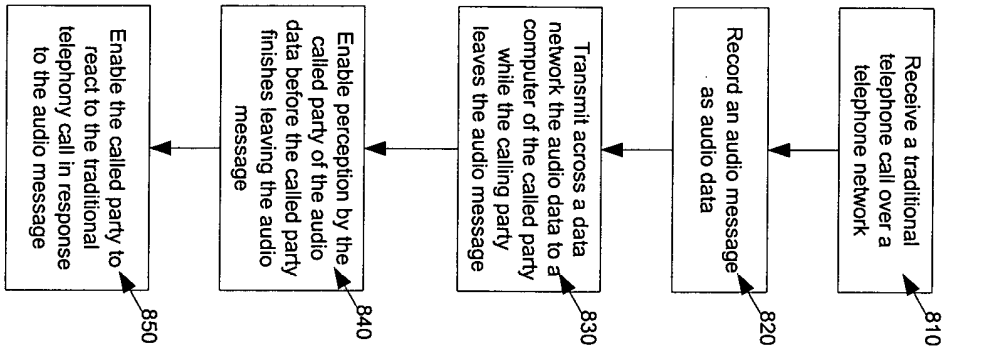 Receive a traditional
telephone call over a
telephone network
810
Record an audio message
as audio data
820
Transmit across a data
network the audio data to a
computer of the called party
while the calling party
leaves the audio message
830
Enable perception by the
called party of the audio
data before the called party
finishes leaving the audio
message
840
Enable the called party to
react to the traditional
telephony call in response
to the audio message
850